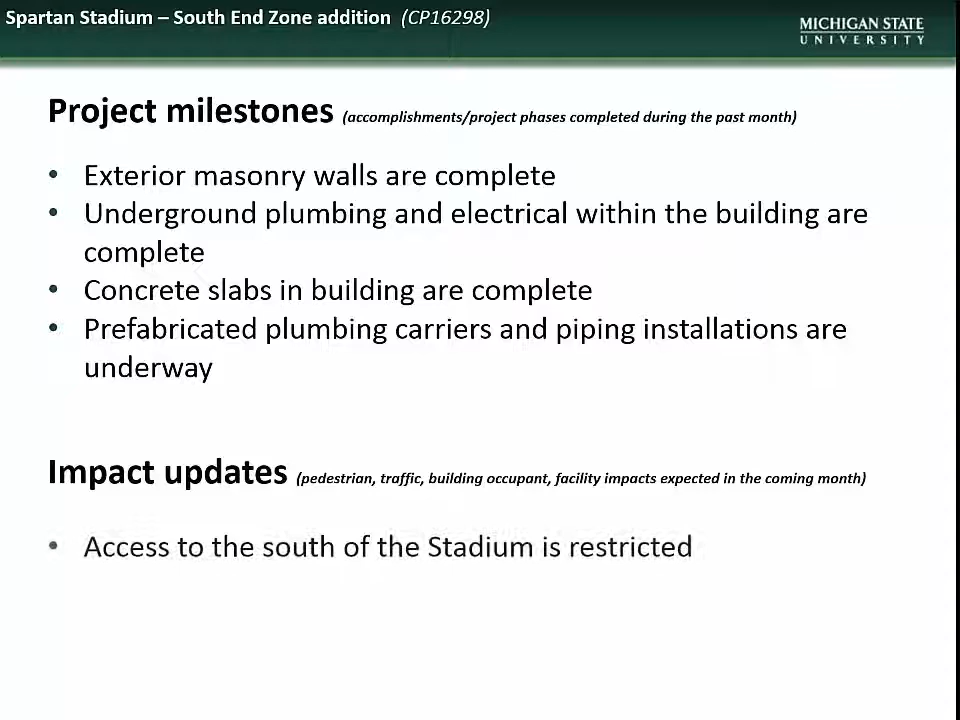 Spartan Stadium – South End Zone addition (CP16298)
MICHIGAN STATE
UNIVERSITY
Project milestones (accomplishments/project phases completed during the past month)
• Exterior masonry walls are complete
• Underground plumbing and electrical within the building are
complete
• Concrete slabs in building are complete
• Prefabricated plumbing carriers and piping installations are
underway
Impact updates (pedestrian, traffic, building occupant, facility impacts expected in the coming month)
• Access to the south of the Stadium is restricted